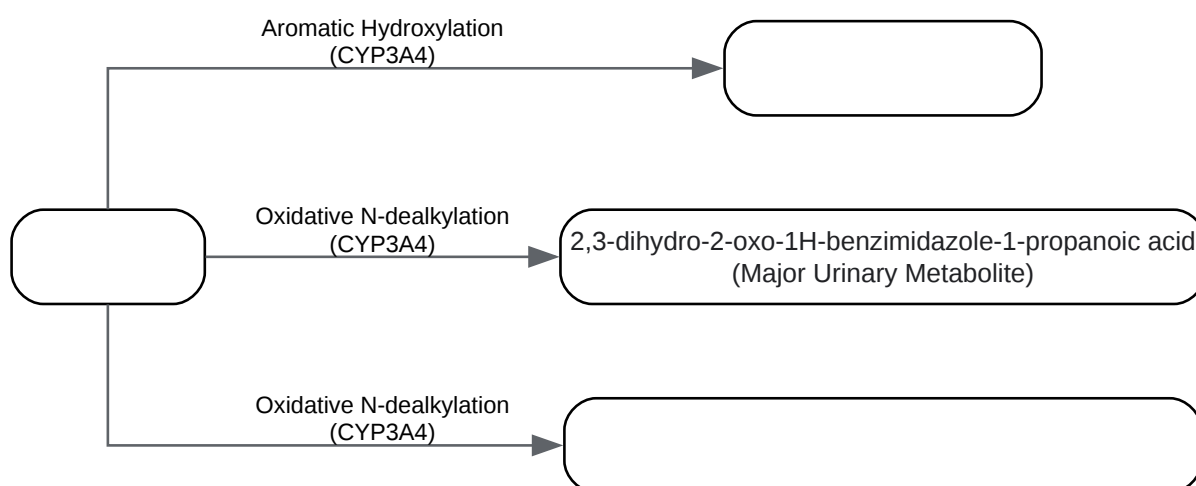 Aromatic Hydroxylation
(CYP3A4)
Oxidative N-dealkylation
(CYP3A4)
2,3-dihydro-2-oxo-1H-benzimidazole-1-propanoic acid
(Major Urinary Metabolite)
Oxidative N-dealkylation
(CYP3A4)